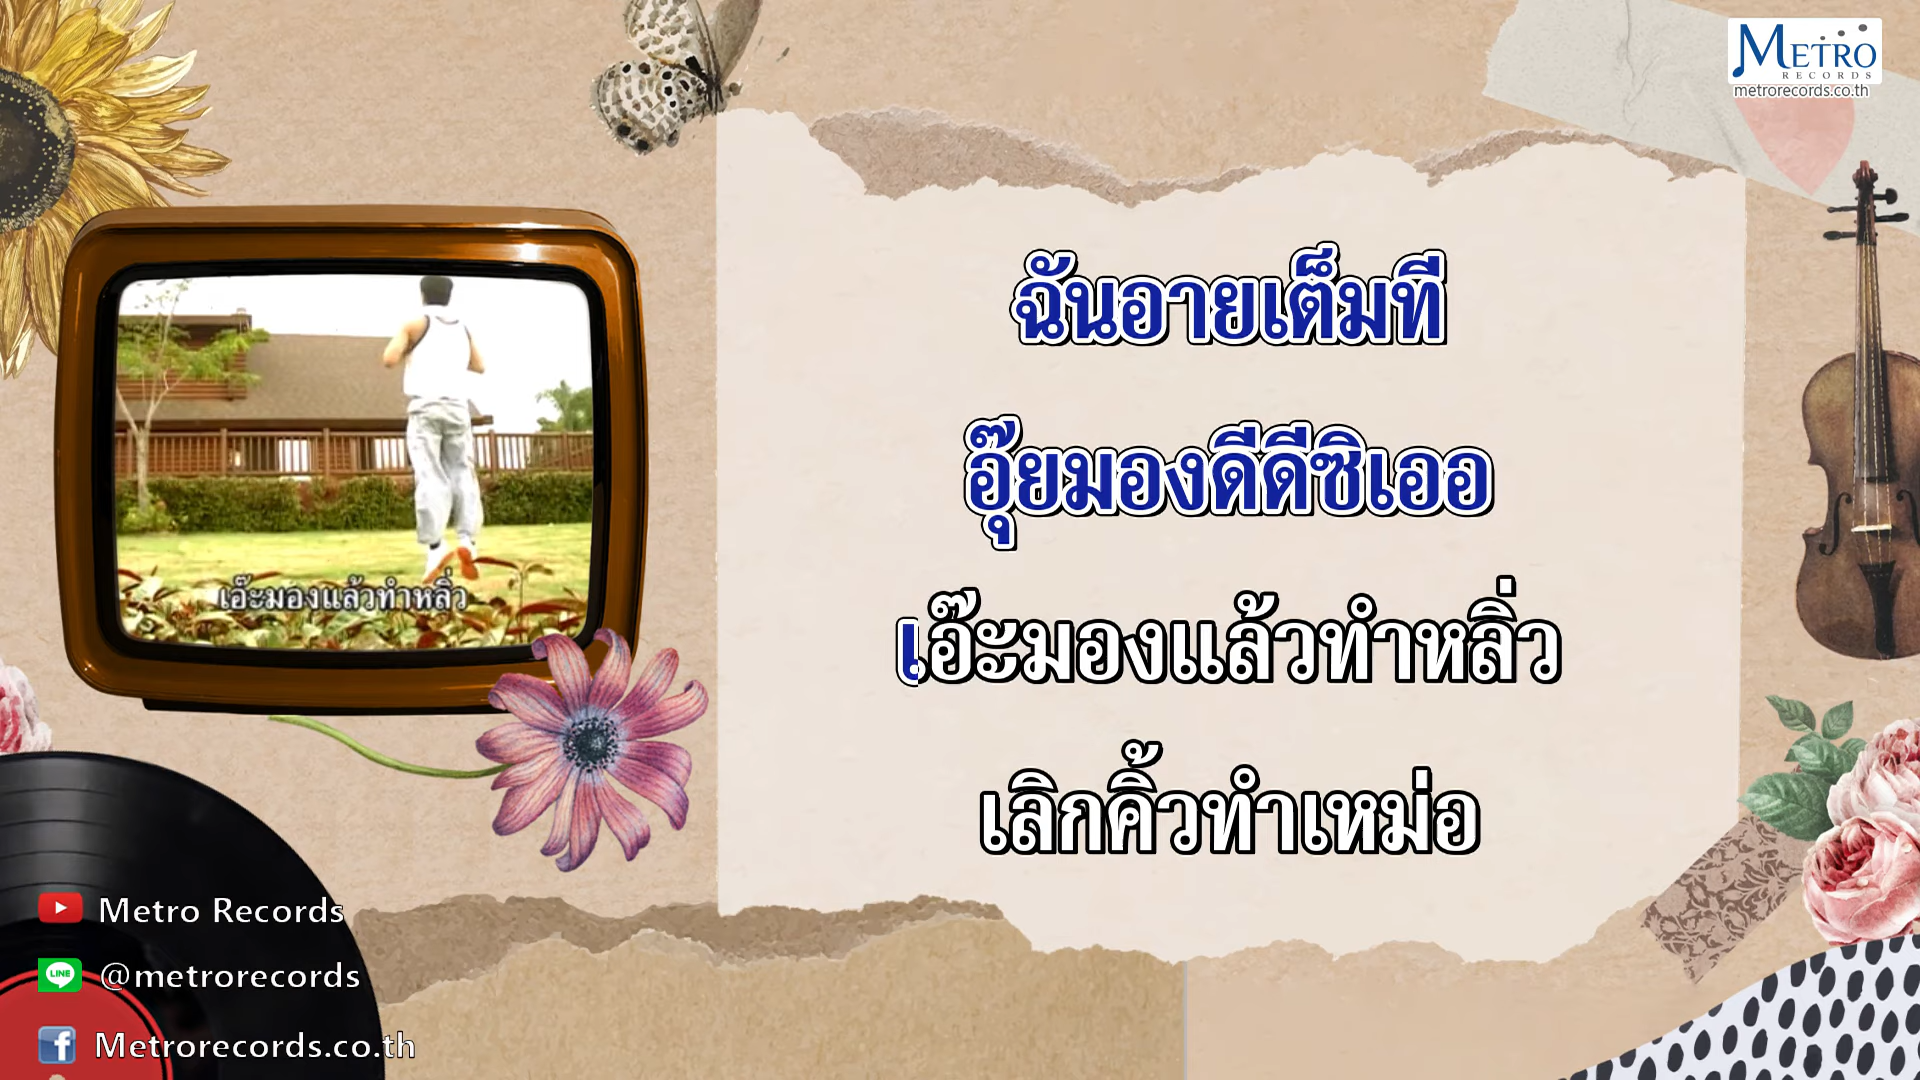 METRO
RECORDS
metrorecords.co.th
ฉันอายเต็มที
อุ๊ยมองดีดีซิเออ
เอ๊ะมองแล้วทำหลิ่ว
เลิกคิ้วทำเหม่อ
เอ๊ะมองแล้วทำหลิ่ว
Metro Records
LINE
@metrorecords
f
Metrorecords.co.th